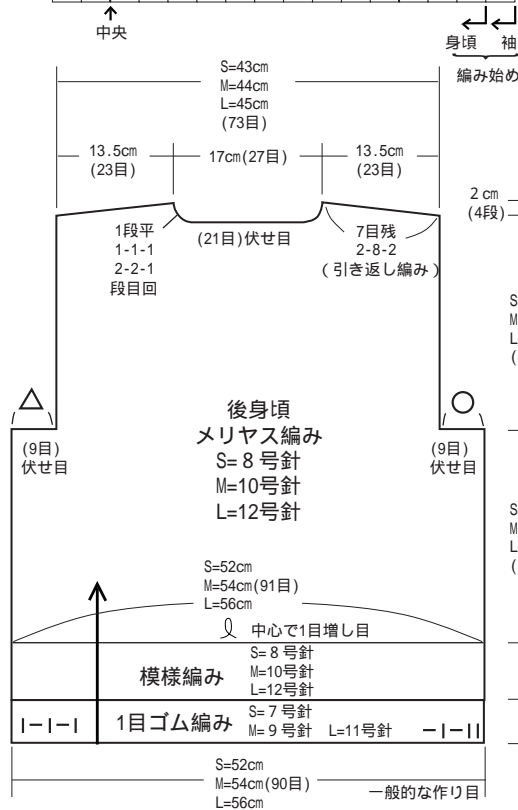 中央
身頃 袖
編み始め
S=43cm
M=44cm
L=45cm
(73目)
13.5cm
(23目)
17cm(27目)
13.5cm
(23目)
2cm
(4段)
1段平
1-1-1
2-2-1
段目回
(21目)伏せ目
7目残
2-8-2
(引き返し編み)
S
M
L
(
(9目)
伏せ目
後身頃
メリヤス編み
S=8号針
M=10号針
L=12号針
(9目)
伏せ目
S
M
L
(
S=52cm
M=54cm(91目)
L=56cm
中心で1目増し目
模様編み
S=8号針
M=10号針
L=12号針
1目ゴム編み
S=7号針
M=9号針 L=11号針
S=52cm
M=54cm(90目)
L=56cm
一般的な作り目